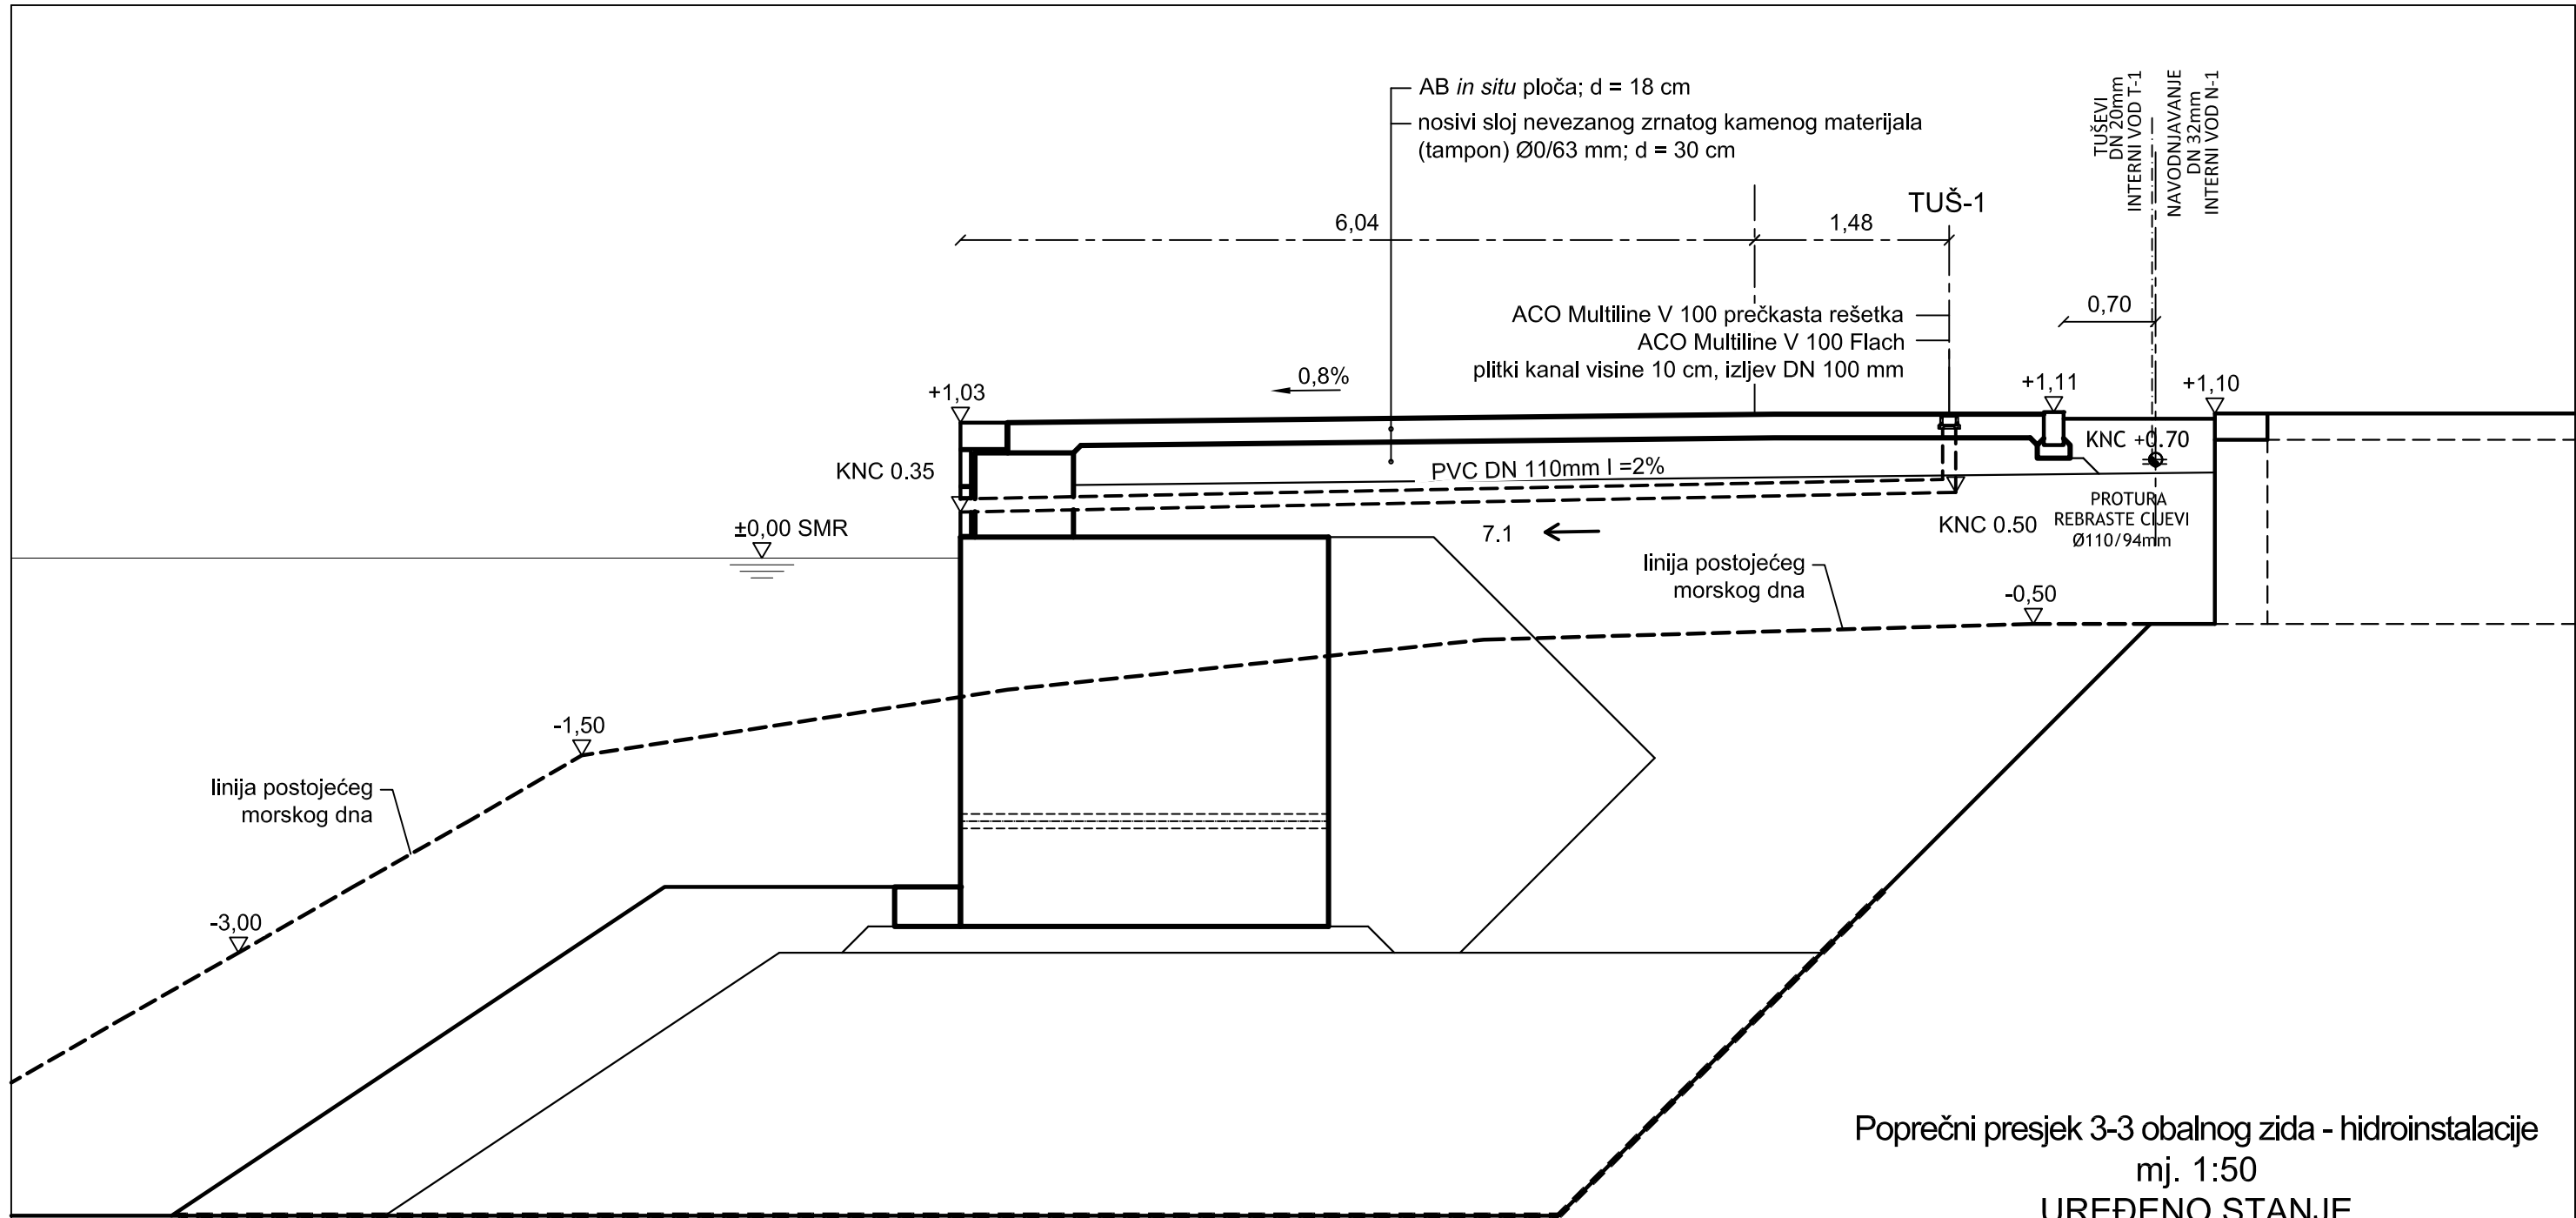 AB in situ ploča; d = 18 cm
nosivi sloj nevezanog zrnatog kamenog materijala
(tampon) Ø0/63 mm; d = 30 cm
TUŠEVI
DN 20mm
INTERNI VOD T-1
NAVODNJAVANJE
DN 32mm
INTERNI VOD N-1
TUŠ-1
6,04
1,48
0,70
ACO Multiline V 100 prečkasta rešetka
ACO Multiline V 100 Flach
plitki kanal visine 10 cm, izljev DN 100 mm
0,8%
+1,03
+1,11
+1,10
KNC +0.70
KNC 0.35
PVC DN 110mm I =2%
PROTURA
REBRASTE CIJEVI
Ø110/94mm
KNC 0.50
7.1
±0,00 SMR
linija postojećeg
morskog dna
-0,50
-1,50
linija postojećeg
morskog dna
-3,00
Poprečni presjek 3-3 obalnog zida - hidroinstalacije
mj. 1:50
UREĐENO STANJE